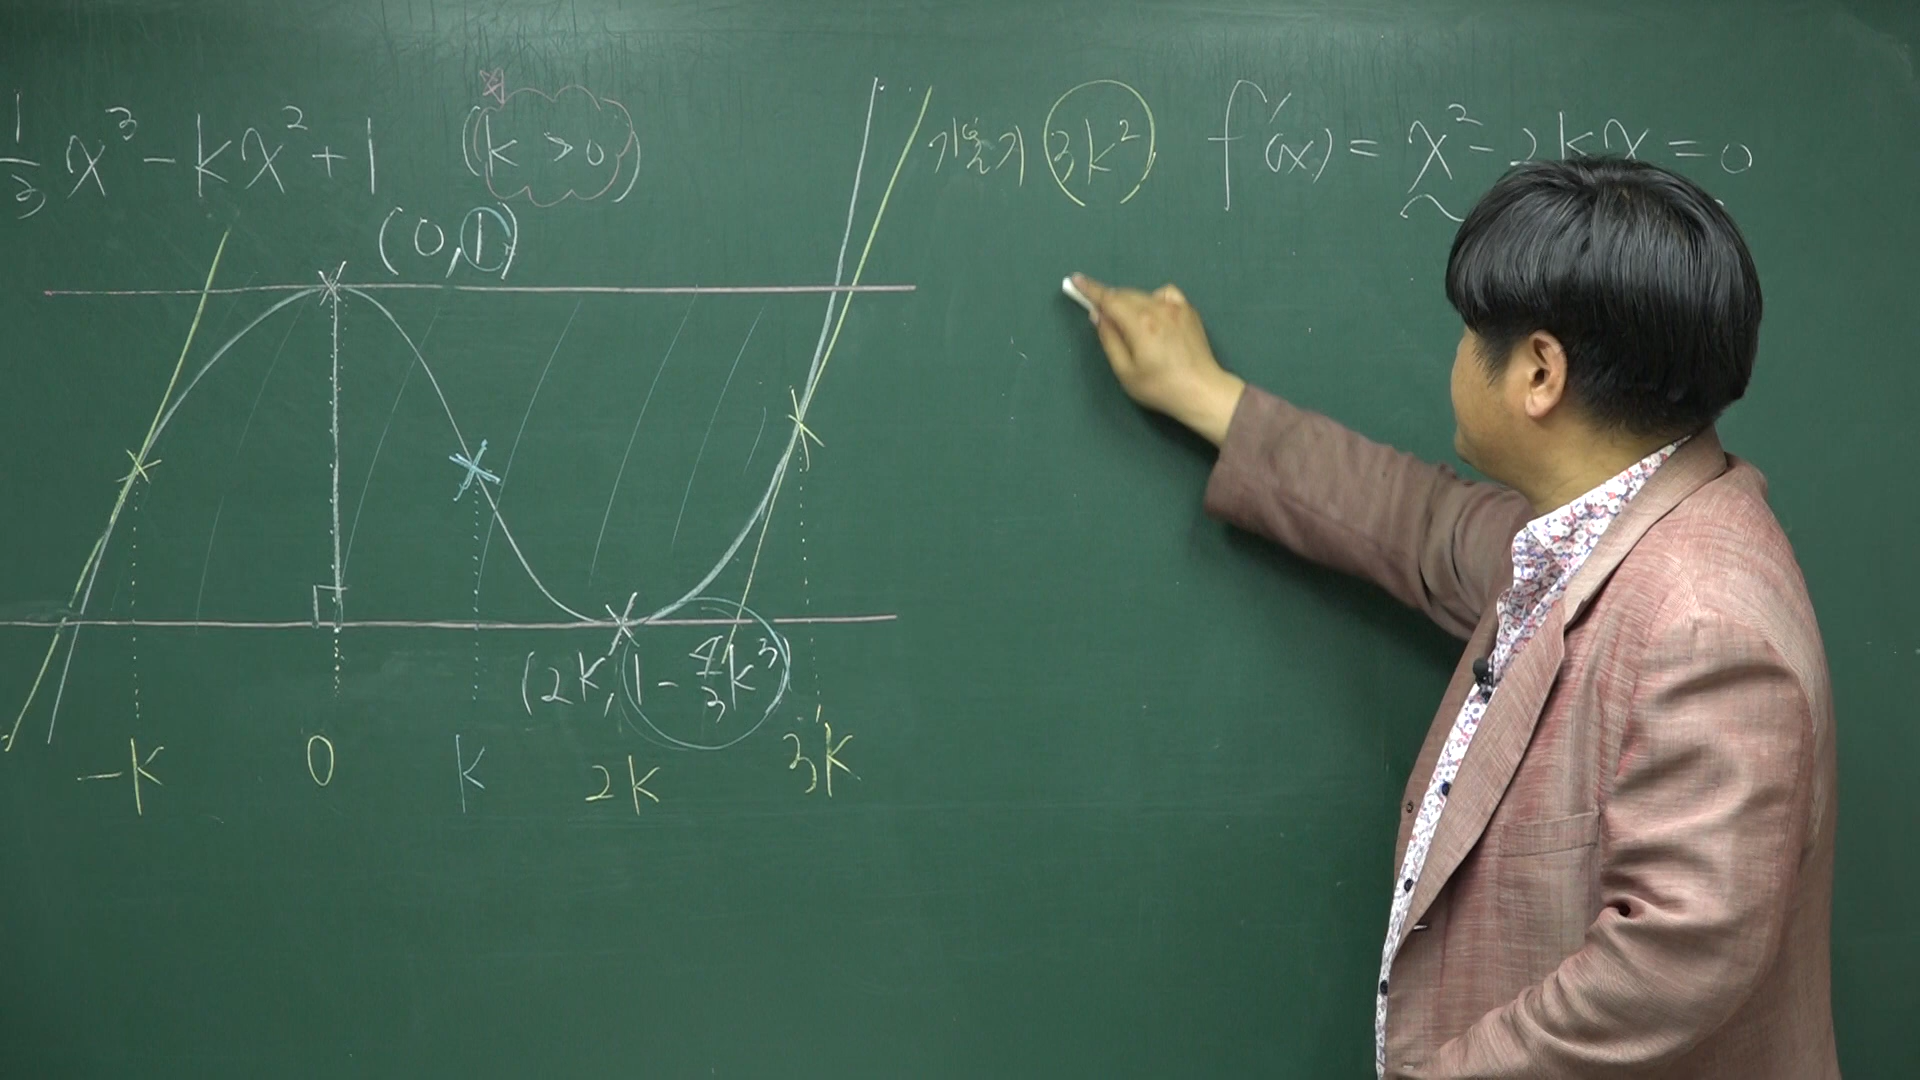 1/3 x³ - kx² + 1 (k > 0)
기울기 3k²
f'(x) = x² - 2kx = 0
(0, 1)
(2k, 1 - 4/3 k³)
-k 0 k 2k 3k